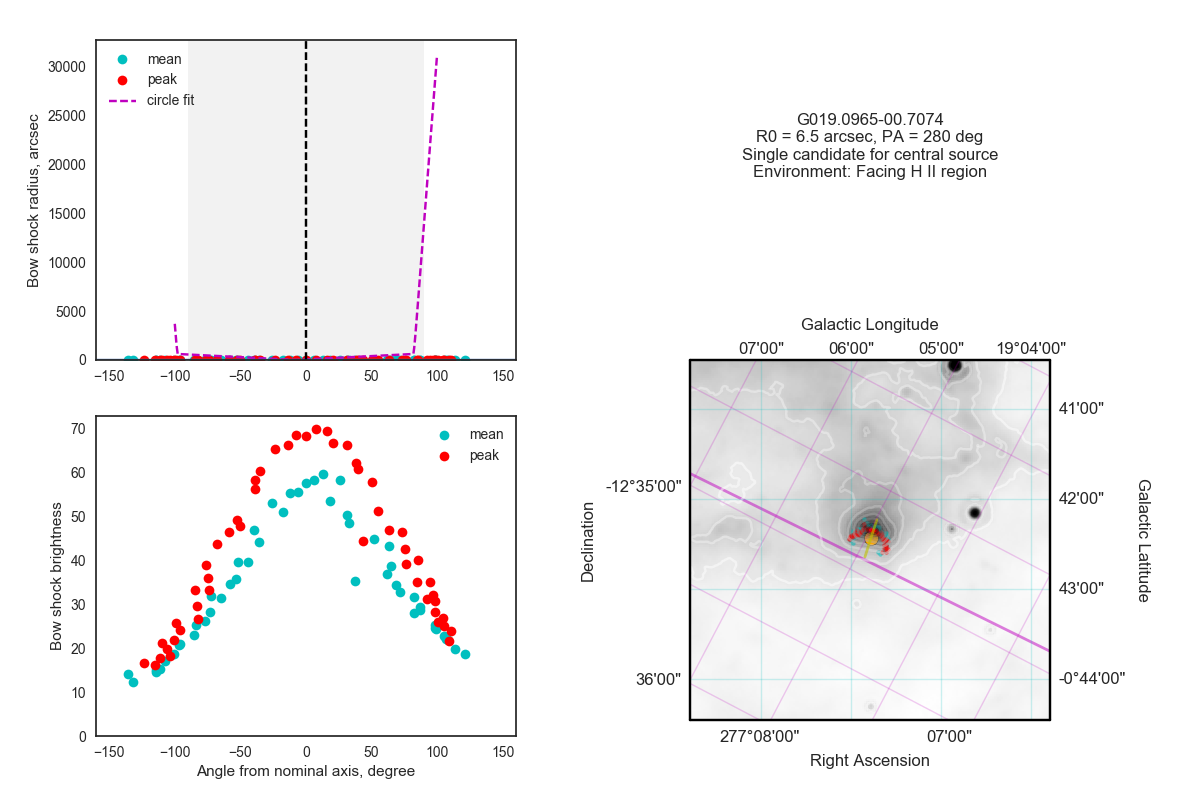 30000
25000
20000
15000
10000
5000
0
Bow shock radius, arcsec
mean
peak
circle fit
−150 −100 −50 0 50 100 150
G019.0965-00.7074
R0 = 6.5 arcsec, PA = 280 deg
Single candidate for central source
Environment: Facing H II region
70
60
50
40
30
20
10
0
Bow shock brightness
mean
peak
−150 −100 −50 0 50 100 150
Angle from nominal axis, degree
Galactic Longitude
07'00" 06'00" 05'00" 19°04'00"
41'00"
42'00"
43'00"
-0°44'00"
Galactic Latitude
-12°35'00"
36'00"
Declination
277°08'00" 07'00"
Right Ascension